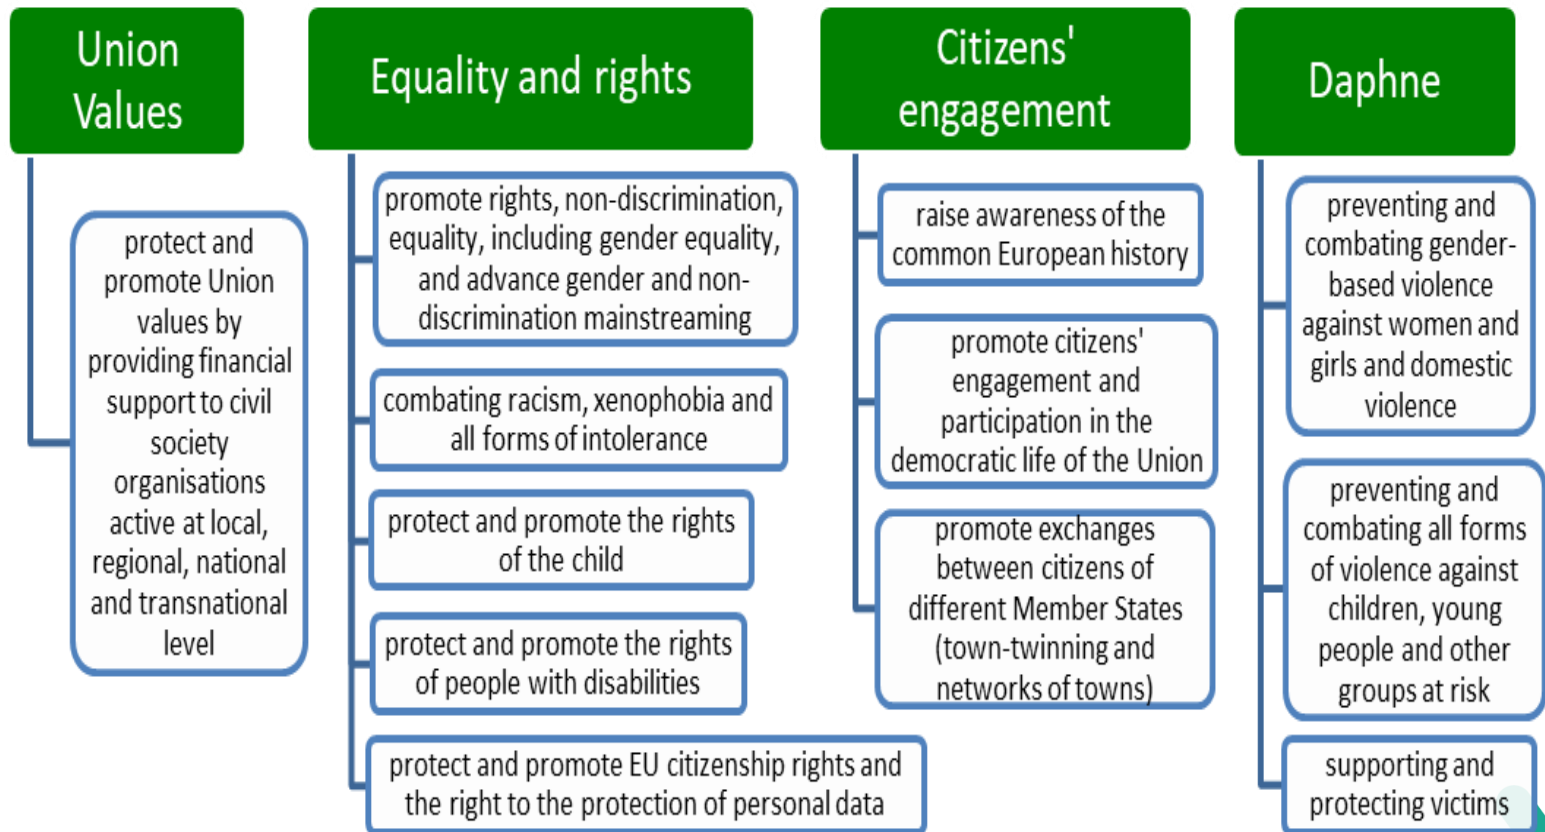 Union
Values
protect and
promote Union
values by
providing financial
support to civil
society
organisations
active at local,
regional, national
and transnational
level
Equality and rights
promote rights, non-discrimination,
equality, including gender equality,
and advance gender and non-
discrimination mainstreaming
combating racism, xenophobia and
all forms of intolerance
protect and promote the rights
of the child
protect and promote the rights
of people with disabilities
protect and promote EU citizenship rights and
the right to the protection of personal data
Citizens'
engagement
raise awareness of the
common European history
promote citizens'
engagement and
participation in the
democratic life of the Union
promote exchanges
between citizens of
different Member States
(town-twinning and
networks of towns)
Daphne
preventing and
combating gender-
based violence
against women and
girls and domestic
violence
preventing and
combating all forms
of violence against
children, young
people and other
groups at risk
supporting and
protecting victims